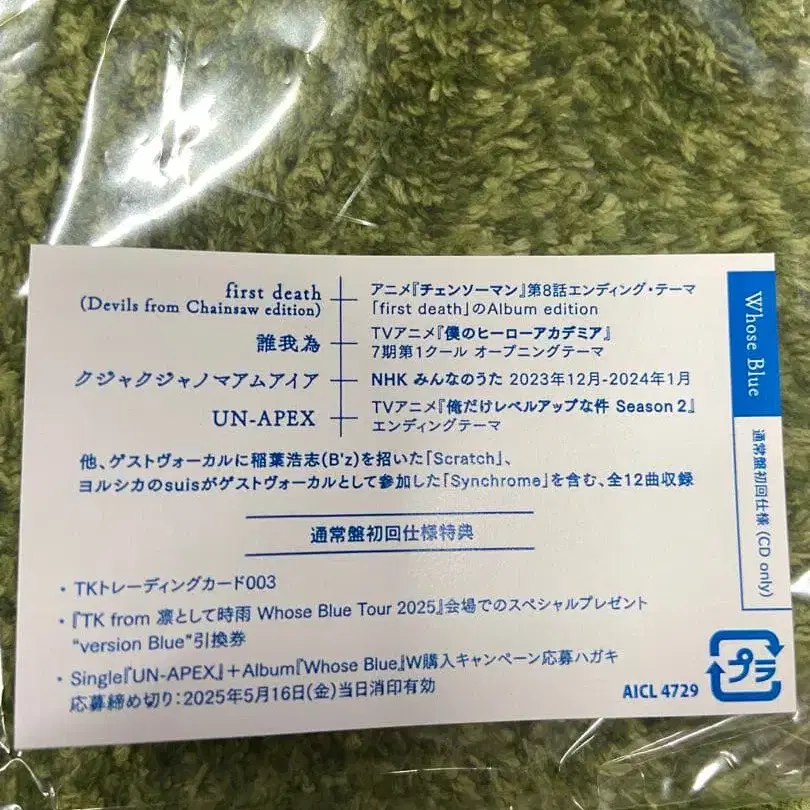 first death
(Devils from Chainsaw edition)
アニメ『チェンソーマン』第8話エンディング・テーマ
「first death」のAlbum edition
誰我為
TVアニメ『僕のヒーローアカデミア』
7期第1クール オープニングテーマ
クジャクジャノマアムアイア
NHK みんなのうた 2023年12月-2024年1月
UN-APEX
TVアニメ『俺だけレベルアップな件 Season 2』
エンディングテーマ
他、ゲストヴォーカルに稲葉浩志(B'z)を招いた「Scratch」、
ヨルシカのsuisがゲストヴォーカルとして参加した「Synchrome」を含む、全12曲収録
通常盤初回仕様特典
・TKトレーディングカード003
・『TK from 凛として時雨 Whose Blue Tour 2025』会場でのスペシャルプレゼント
“version Blue”引換券
・Single『UN-APEX』＋Album『Whose Blue』W購入キャンペーン応募ハガキ
応募締め切り：2025年5月16日(金)当日消印有効
Whose Blue
通常盤初回仕様 (CD only)
プラ
AICL 4729